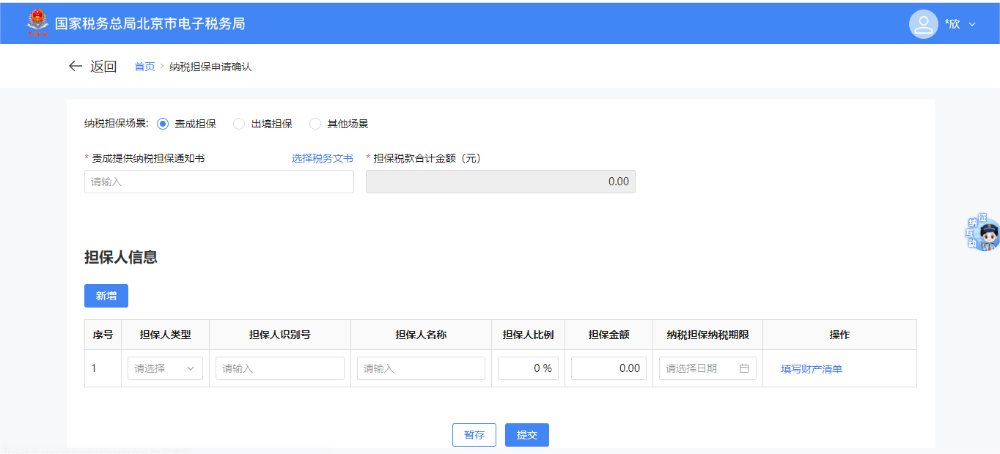 国家税务总局北京市电子税务局
*欣
返回 首页 > 纳税担保申请确认
纳税担保场景: 责成担保 出境担保 其他场景
* 责成提供纳税担保通知书 选择税务文书 * 担保税款合计金额（元）
请输入 0.00
征纳互动
担保人信息
新增
序号 担保人类型 担保人识别号 担保人名称 担保人比例 担保金额 纳税担保纳税期限 操作
1 请选择 请输入 请输入 0 % 0.00 请选择日期 填写财产清单
暂存 提交